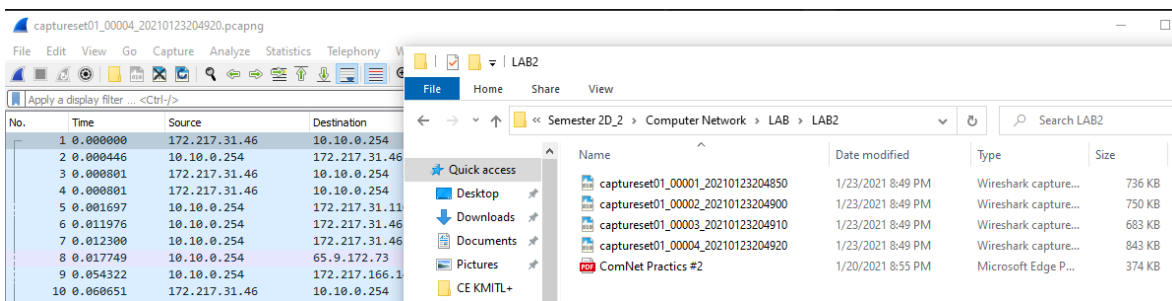 captureset01_00004_20210123204920.pcapng
File Edit View Go Capture Analyze Statistics Telephony
Apply a display filter ... <Ctrl-/>
No. Time Source Destination
1 0.000000 172.217.31.46 10.10.0.254
2 0.000446 10.10.0.254 172.217.31.46
3 0.000801 172.217.31.46 10.10.0.254
4 0.000801 172.217.31.46 10.10.0.254
5 0.001697 10.10.0.254 172.217.31.11
6 0.011976 10.10.0.254 172.217.31.46
7 0.012300 10.10.0.254 172.217.31.46
8 0.017749 10.10.0.254 65.9.172.73
9 0.054322 10.10.0.254 172.217.166.1
10 0.060651 172.217.31.46 10.10.0.254
LAB2
File Home Share View
« Semester 2D_2 > Computer Network > LAB > LAB2
Search LAB2
Name Date modified Type Size
Quick access
Desktop
Downloads
Documents
Pictures
CE KMITL+
captureset01_00001_20210123204850 1/23/2021 8:49 PM Wireshark capture... 736 KB
captureset01_00002_20210123204900 1/23/2021 8:49 PM Wireshark capture... 750 KB
captureset01_00003_20210123204910 1/23/2021 8:49 PM Wireshark capture... 683 KB
captureset01_00004_20210123204920 1/23/2021 8:49 PM Wireshark capture... 843 KB
PDF ComNet Practics #2 1/20/2021 8:55 PM Microsoft Edge P... 374 KB